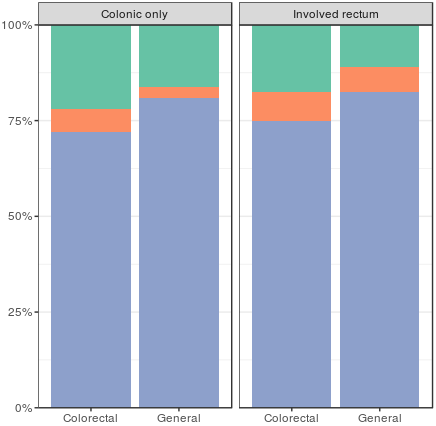 Colonic only
Involved rectum
100%
75%
50%
25%
0%
Colorectal
General
Colorectal
General